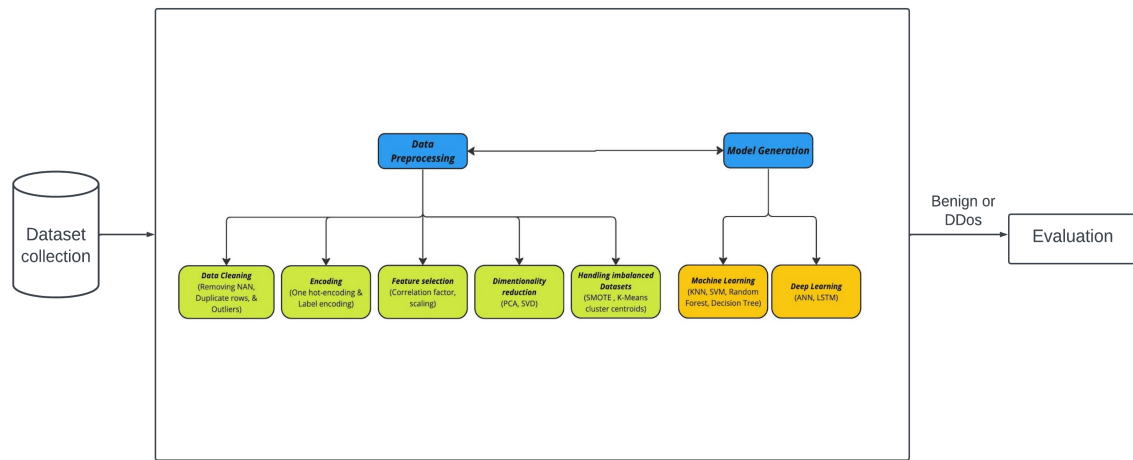 Dataset
collection
Data
Preprocessing
Model Generation
Data Cleaning
(Removing NAN,
Duplicate rows, &
Outliers)
Encoding
(One hot-encoding &
Label encoding)
Feature selection
(Correlation factor,
scaling)
Dimentionality
reduction
(PCA, SVD)
Handling imbalanced
Datasets
(SMOTE , K-Means
cluster centroids)
Machine Learning
(KNN, SVM, Random
Forest, Decision Tree)
Deep Learning
(ANN, LSTM)
Benign or
DDos
Evaluation